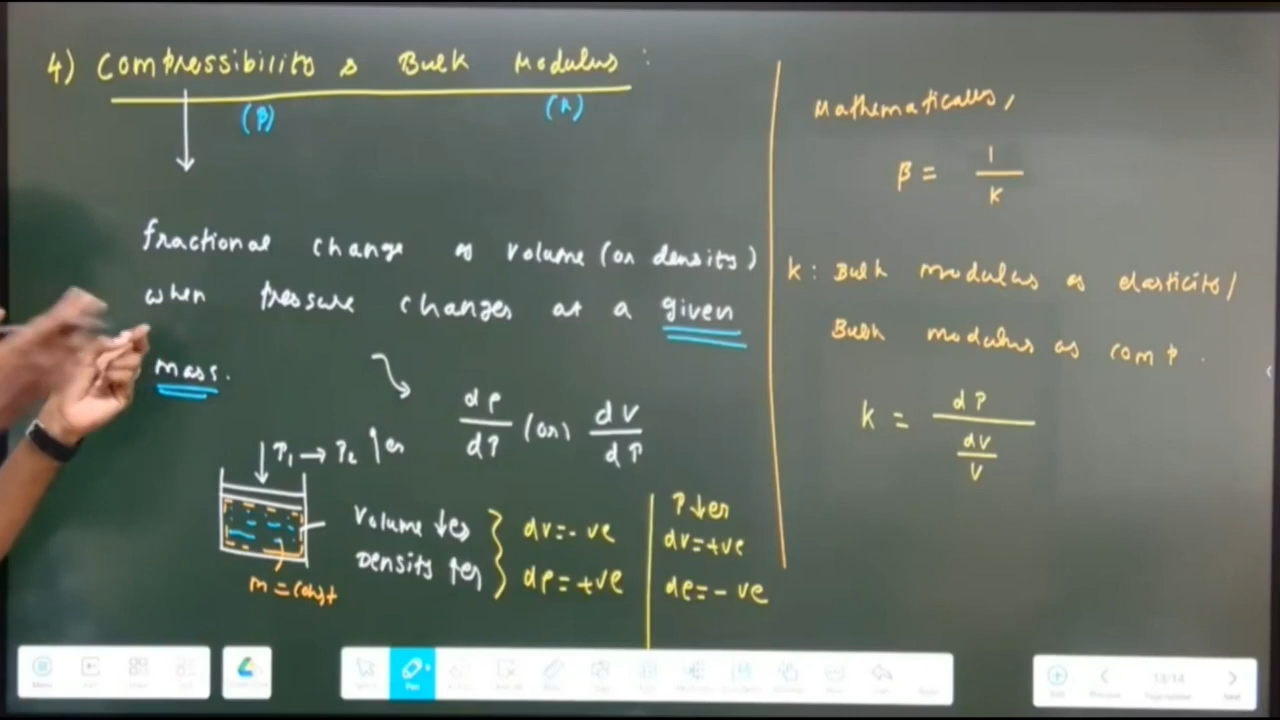 4) Compressibility & Bulk Modulus :
(β) (K)
fractional change of volume (or density)
when pressure changes at a given
mass.
dρ/dP (or) dV/dP
P₁ → P₂ ↑es
Volume ↓es } dv = -ve
Density ↑es } dρ = +ve
m = const
P ↓es
dv = +ve
dρ = -ve
Mathematically,
β = 1/K
k : Bulk modulus of elasticity/
Bulk modulus of comp.
k = dP/(dv/v)
13/14